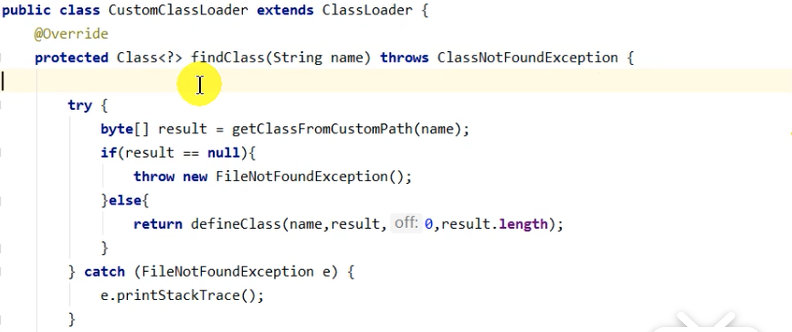 public class CustomClassLoader extends ClassLoader {
@Override
protected Class<?> findClass(String name) throws ClassNotFoundException {
try {
byte[] result = getClassFromCustomPath(name);
if(result == null){
throw new FileNotFoundException();
}else{
return defineClass(name,result, off: 0,result.length);
}
} catch (FileNotFoundException e) {
e.printStackTrace();
}